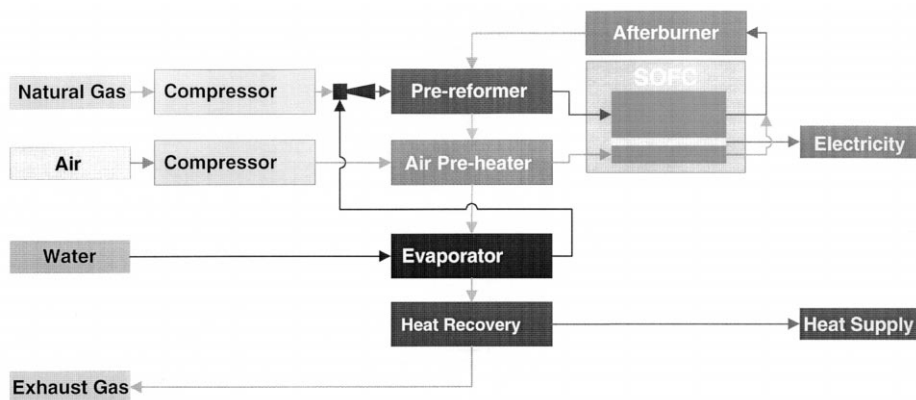 Afterburner
SOFC
Natural Gas
Compressor
Pre-reformer
Air
Compressor
Air Pre-heater
Electricity
Water
Evaporator
Heat Recovery
Heat Supply
Exhaust Gas